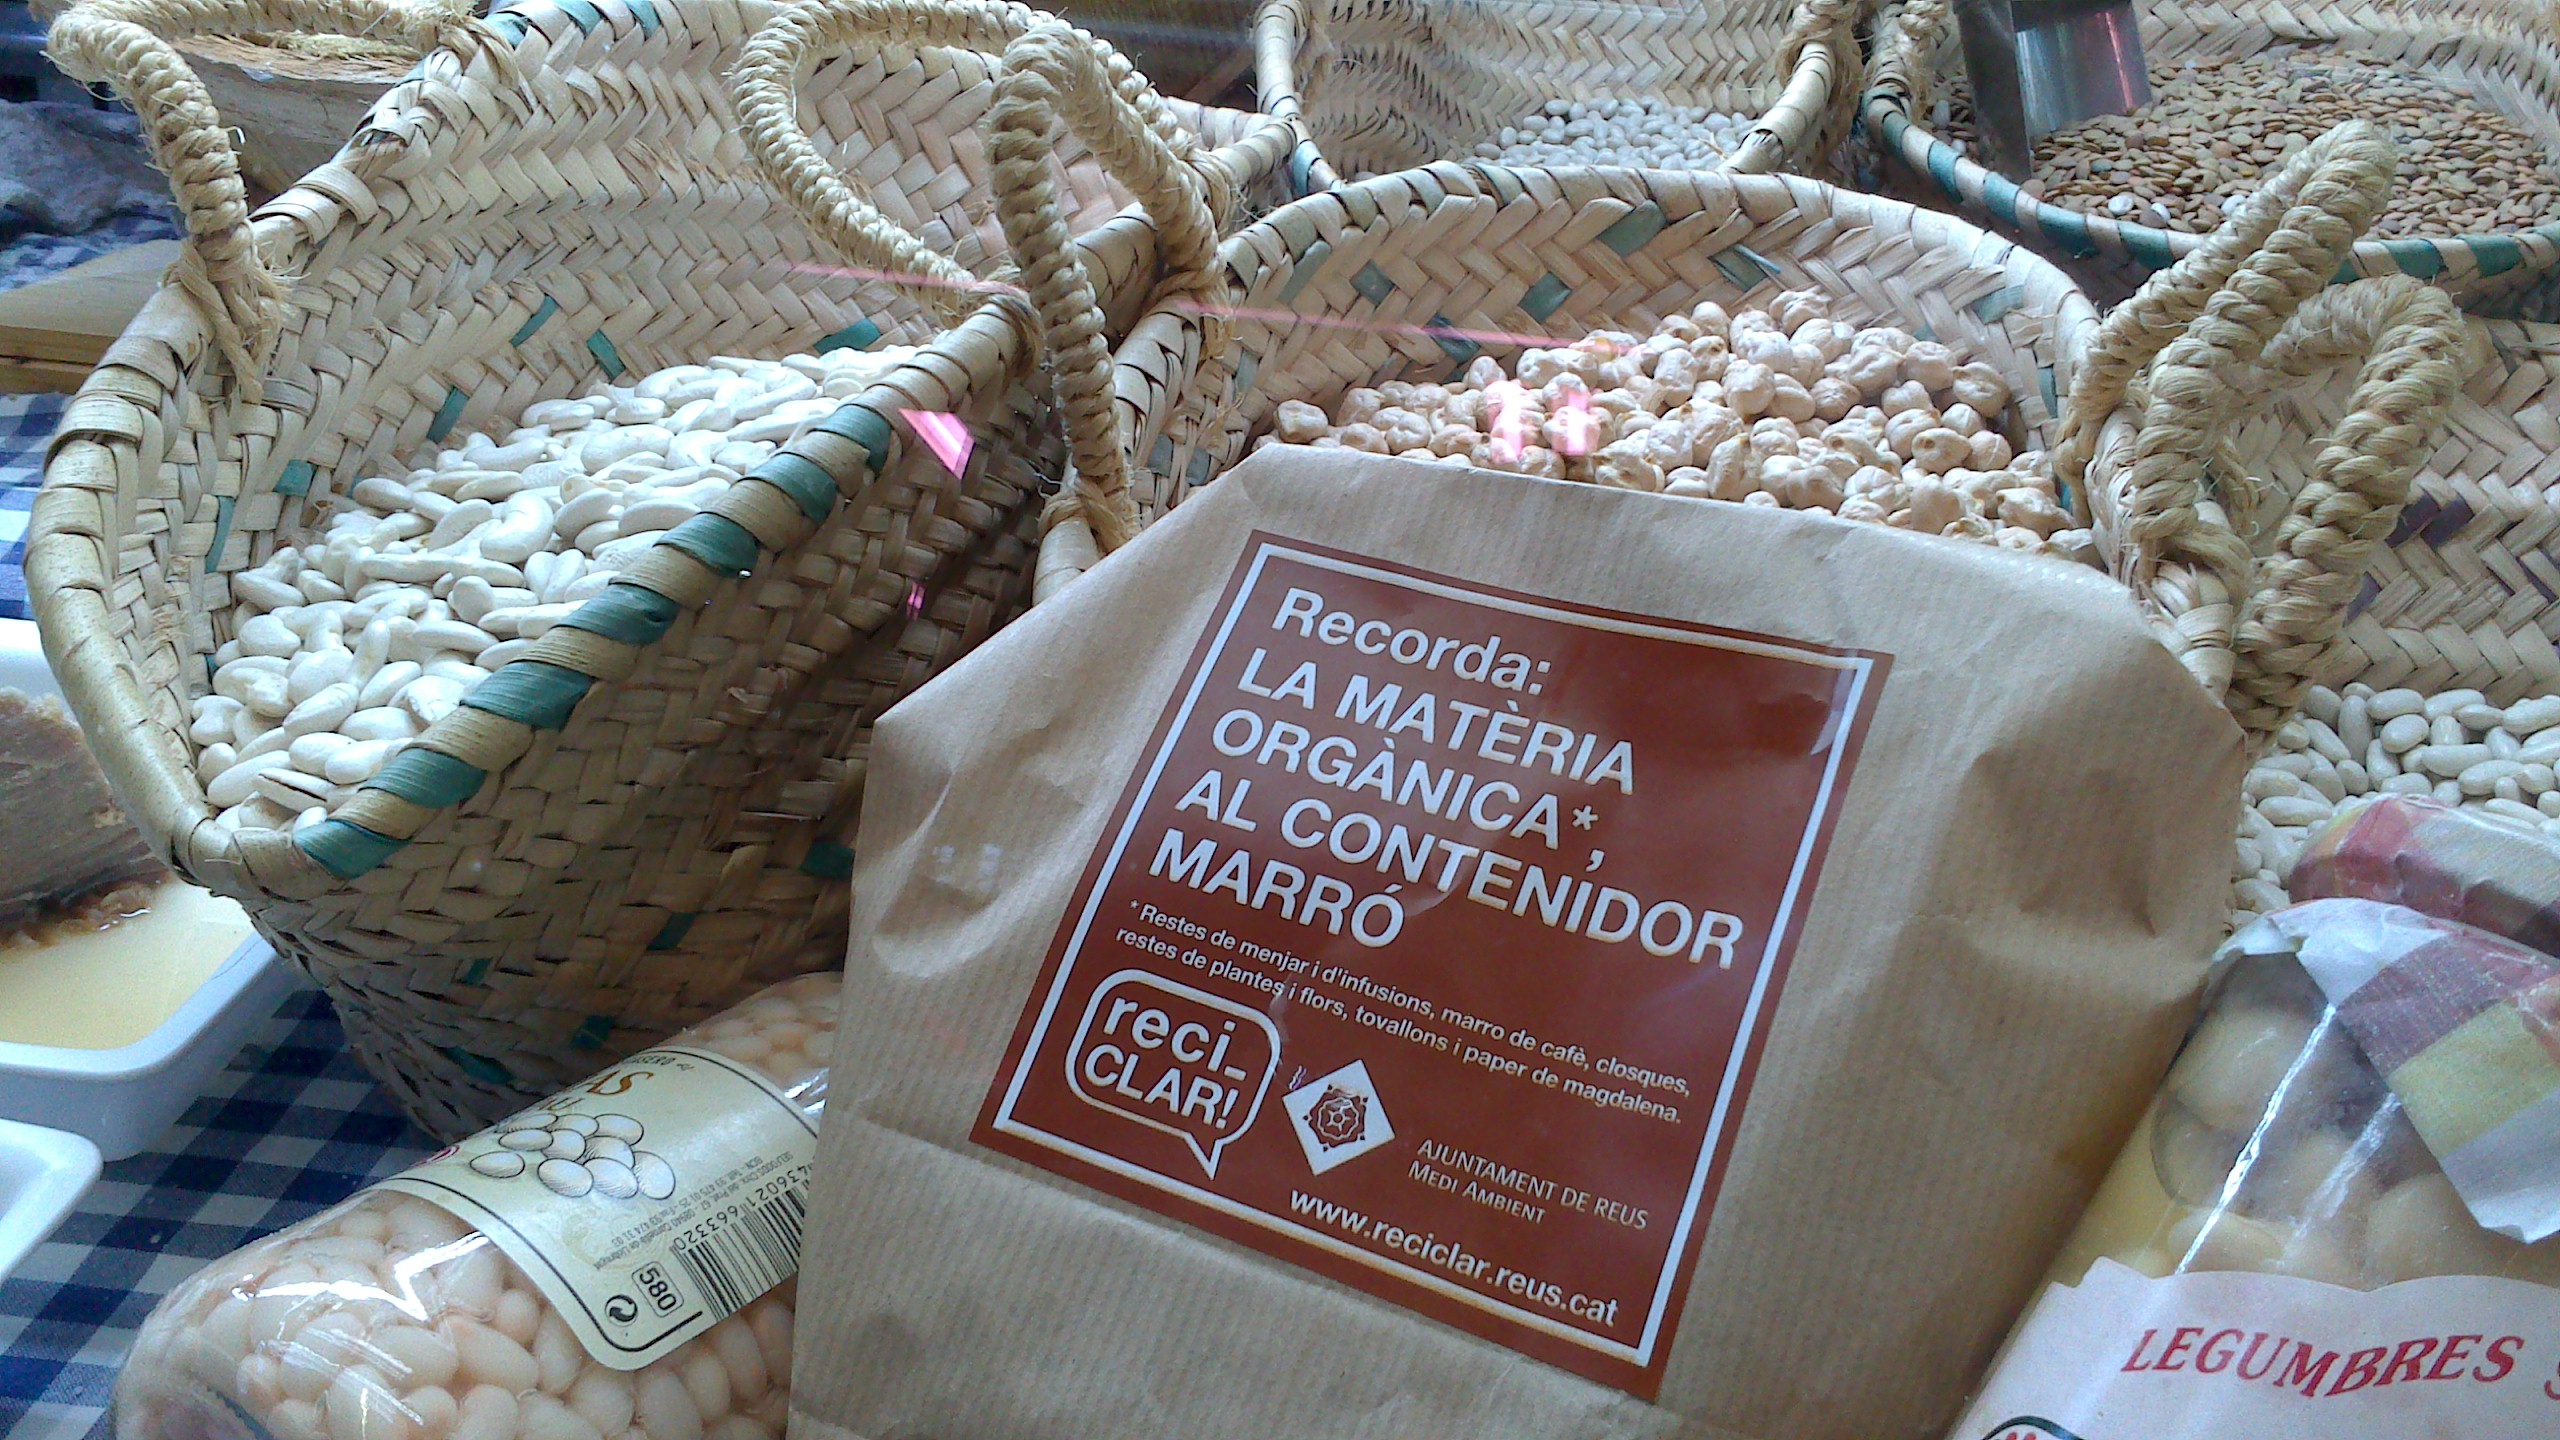 Recorda:
LA MATÈRIA
ORGÀNICA*,
AL CONTENIDOR
MARRÓ
*Restes de menjar i d'infusions, marro de cafè, closques,
restes de plantes i flors, tovallons i paper de magdalena.
reci_
CLAR!
AJUNTAMENT DE REUS
MEDI AMBIENT
www.reciclar.reus.cat
580
LEGUMBRES